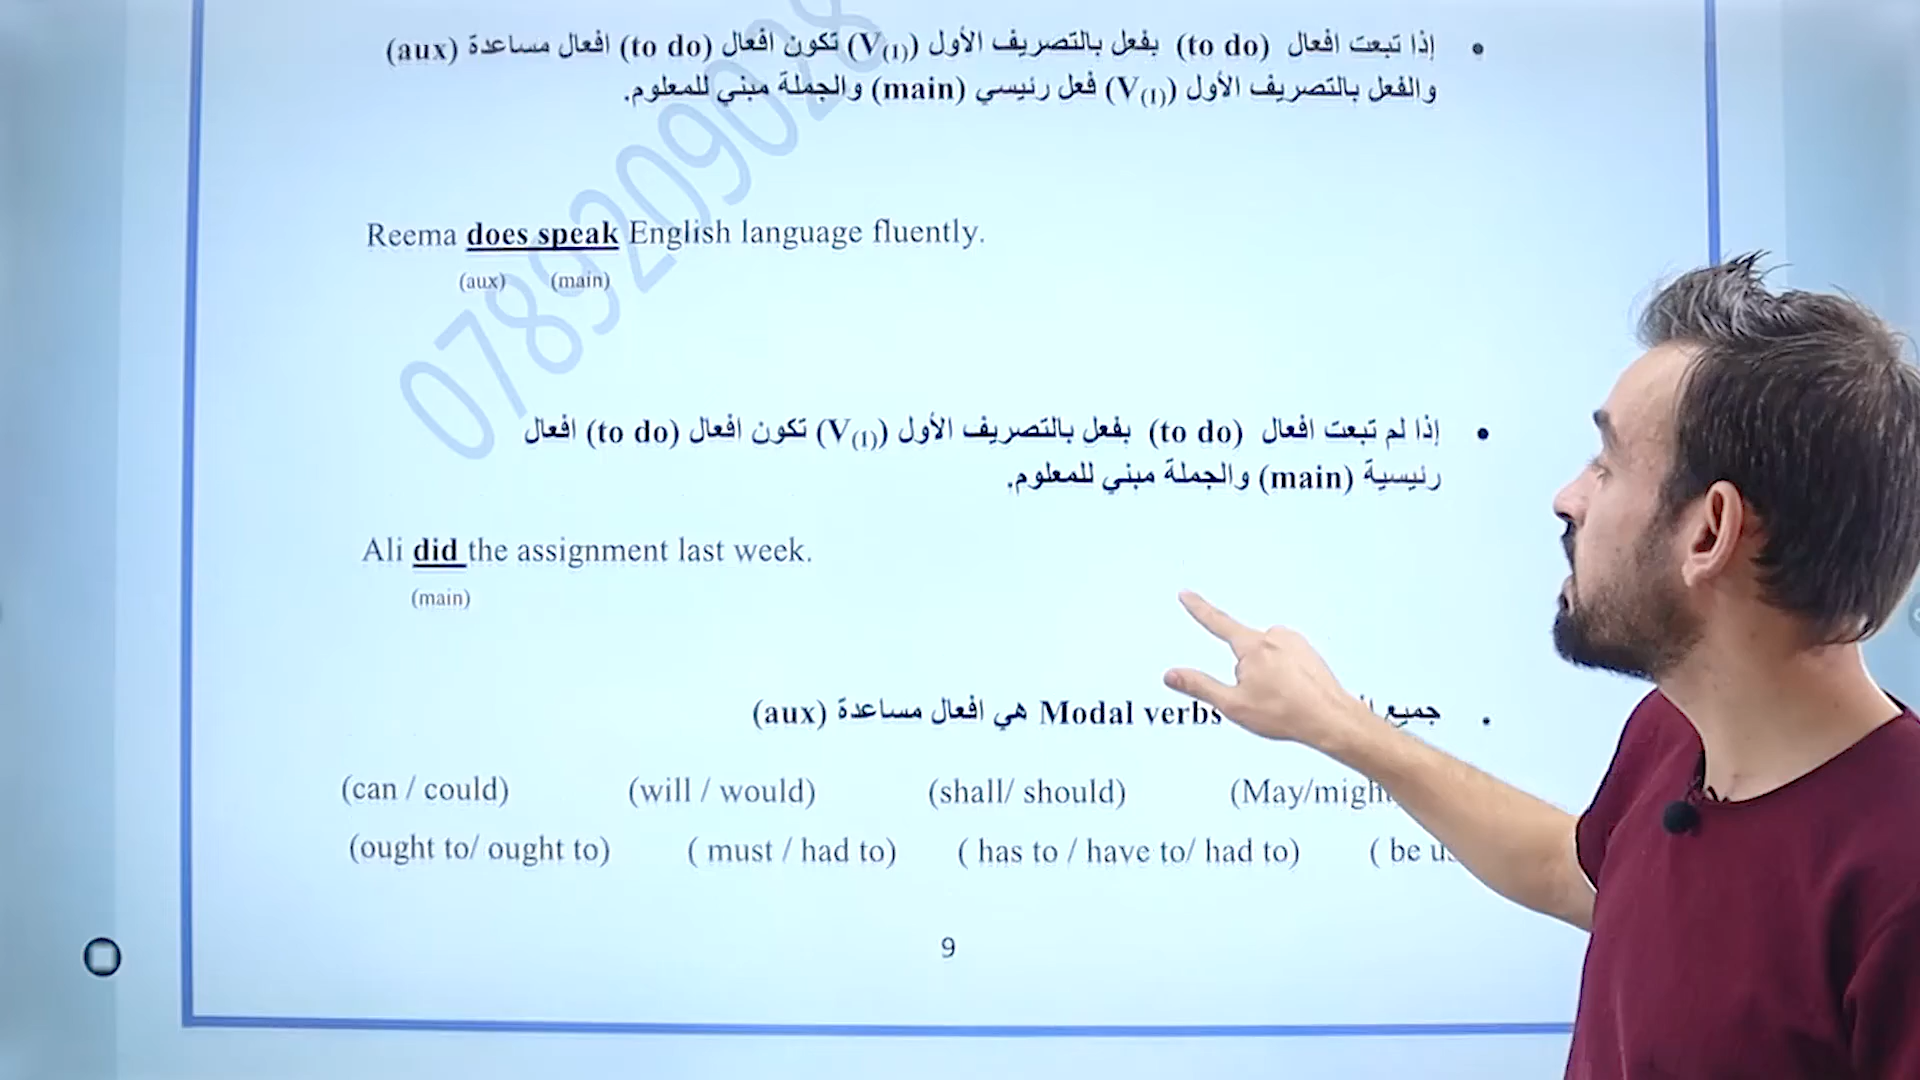 إذا تبعت افعال (to do) بفعل بالتصريف الأول (V(1)) تكون افعال (to do) افعال مساعدة (aux)
والفعل بالتصريف الأول (V(1)) فعل رئيسي (main) والجملة مبني للمعلوم.
0789209028
Reema does speak English language fluently.
(aux) (main)
إذا لم تبعت افعال (to do) بفعل بالتصريف الأول (V(1)) تكون افعال (to do) افعال
رئيسية (main) والجملة مبني للمعلوم.
Ali did the assignment last week.
(main)
جميع Modal verbs هي افعال مساعدة (aux)
(can / could) (will / would) (shall/ should) (May/might
(ought to/ ought to) ( must / had to) ( has to / have to/ had to) ( be
9